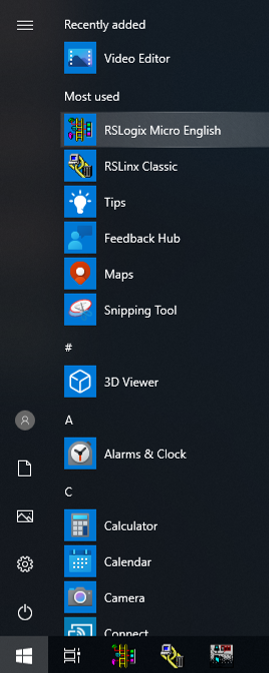 Recently added
Video Editor
Most used
RSLogix Micro English
RSLinx Classic
Tips
Feedback Hub
Maps
Snipping Tool
#
3D Viewer
A
Alarms & Clock
C
Calculator
Calendar
Camera
Connect